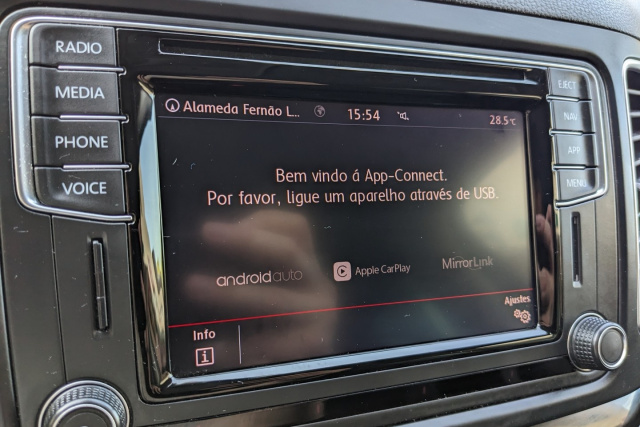 RADIO
MEDIA
PHONE
VOICE
EJECT
NAV
APP
MENU
Alameda Fernão L...
15:54
28.5°C
Bem vindo á App-Connect.
Por favor, ligue um aparelho através de USB.
androidauto
Apple CarPlay
MirrorLink
Ajustes
Info